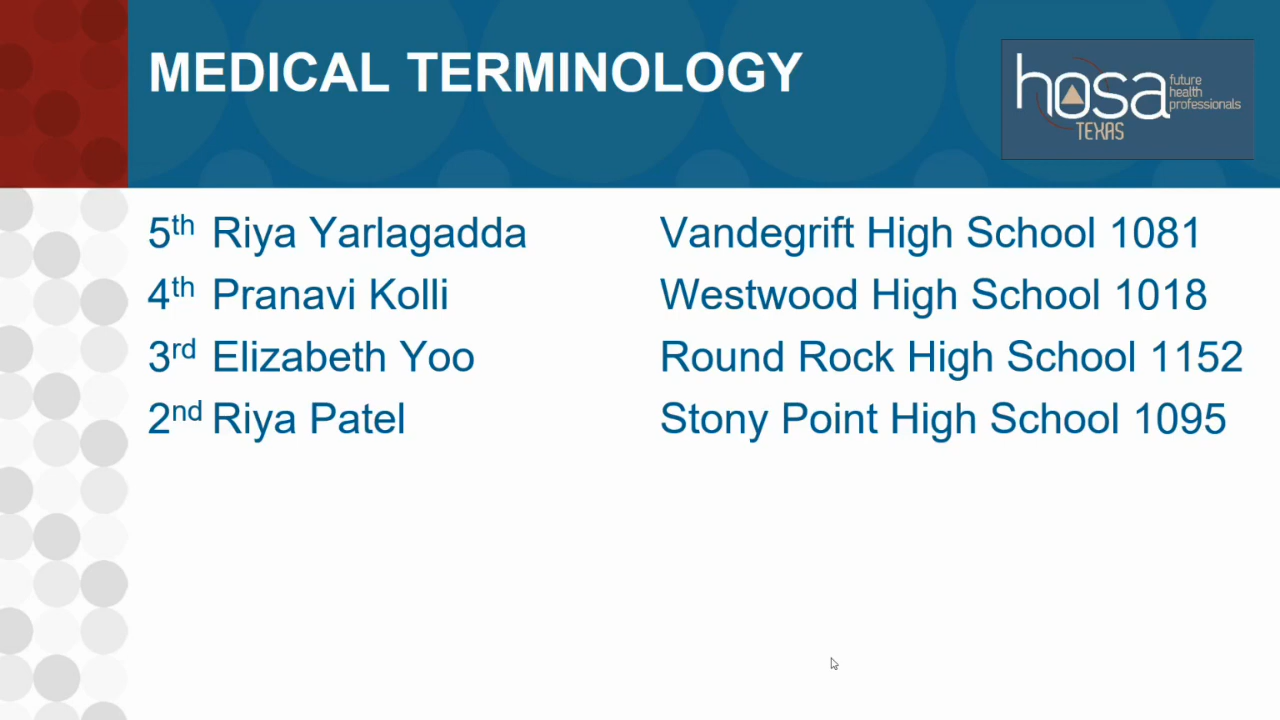 MEDICAL TERMINOLOGY
hosa future health professionals
TEXAS
5th Riya Yarlagadda Vandegrift High School 1081
4th Pranavi Kolli Westwood High School 1018
3rd Elizabeth Yoo Round Rock High School 1152
2nd Riya Patel Stony Point High School 1095